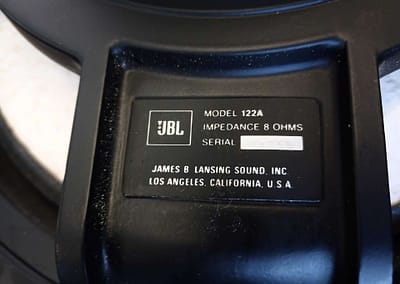 JBL
MODEL 122A
IMPEDANCE 8 OHMS
SERIAL
JAMES B LANSING SOUND, INC
LOS ANGELES, CALIFORNIA, U.S.A.